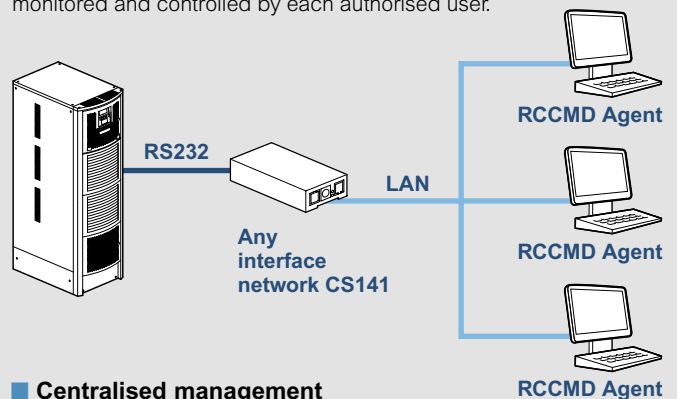 monitored and controlled by each authorised user.
RCCMD Agent
RS232
LAN
Any
interface
network CS141
RCCMD Agent
Centralised management
RCCMD Agent